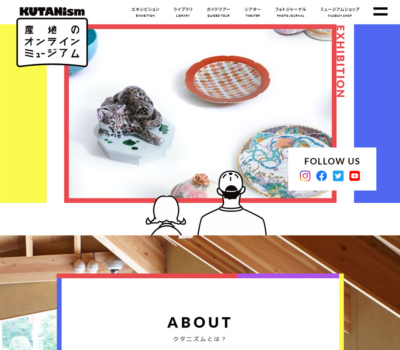 KUTANism
エキシビション
EXHIBITION
ライブラリ
LIBRARY
ガイドツアー
GUIDED TOUR
シアター
THEATER
フォトジャーナル
PHOTO JOURNAL
ミュージアムショップ
MUSEUM SHOP
産地の
オンライン
ミュージアム
EXHIBITION
FOLLOW US
ABOUT
クタニズムとは？